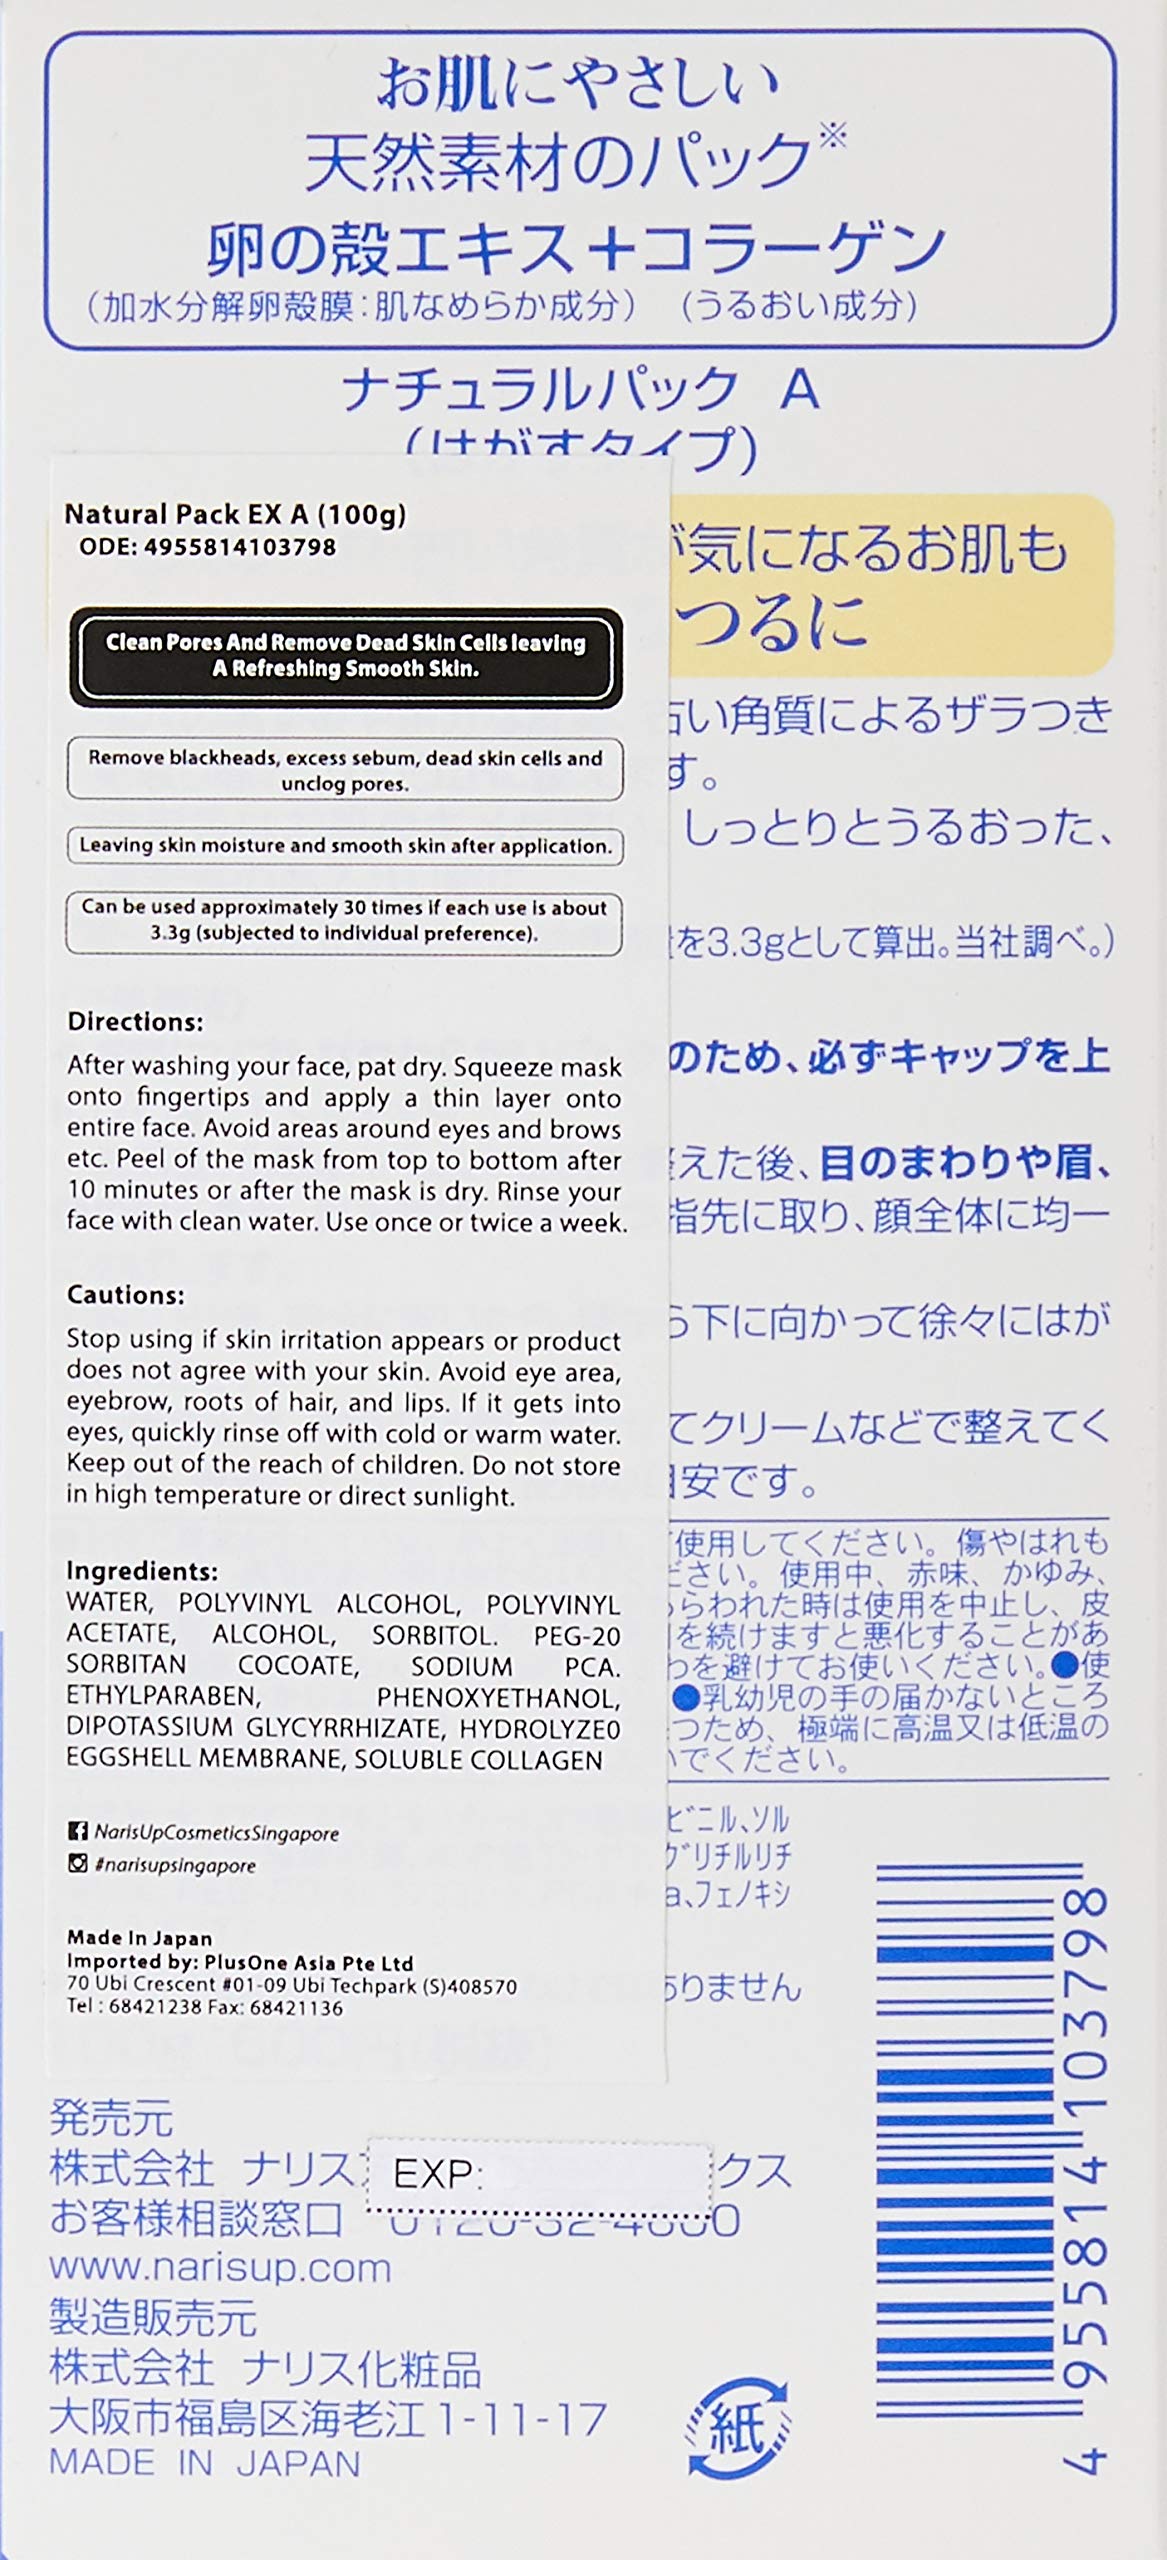 お肌にやさしい
天然素材のパック※
卵の殻エキス＋コラーゲン
（加水分解卵殻膜：肌なめらか成分）（うるおい成分）
ナチュラルパック A
（はがすタイプ）
Natural Pack EX A (100g)
ODE: 4955814103798
が気になるお肌も
つるに
Clean Pores And Remove Dead Skin Cells leaving
A Refreshing Smooth Skin.
古い角質によるザラつき
Remove blackheads, excess sebum, dead skin cells and
unclog pores.
す。
Leaving skin moisture and smooth skin after application.
しっとりとうるおった、
Can be used approximately 30 times if each use is about
3.3g (subjected to individual preference).
を3.3gとして算出。当社調べ。）
Directions:
After washing your face, pat dry. Squeeze mask
onto fingertips and apply a thin layer onto
entire face. Avoid areas around eyes and brows
etc. Peel of the mask from top to bottom after
10 minutes or after the mask is dry. Rinse your
face with clean water. Use once or twice a week.
のため、必ずキャップを上
えた後、目のまわりや眉、
指先に取り、顔全体に均一
Cautions:
Stop using if skin irritation appears or product
does not agree with your skin. Avoid eye area,
eyebrow, roots of hair, and lips. If it gets into
eyes, quickly rinse off with cold or warm water.
Keep out of the reach of children. Do not store
in high temperature or direct sunlight.
ら下に向かって徐々にはが
てクリームなどで整えてく
目安です。
使用してください。傷やはれも
ださい。使用中、赤味、かゆみ、
らわれた時は使用を中止し、皮
を続けますと悪化することがあ
わを避けてお使いください。●使
●乳幼児の手の届かないところ
つため、極端に高温又は低温の
いでください。
Ingredients:
WATER, POLYVINYL ALCOHOL, POLYVINYL
ACETATE, ALCOHOL, SORBITOL. PEG-20
SORBITAN COCOATE, SODIUM PCA.
ETHYLPARABEN, PHENOXYETHANOL,
DIPOTASSIUM GLYCYRRHIZATE, HYDROLYZE0
EGGSHELL MEMBRANE, SOLUBLE COLLAGEN
ビニル、ソル
グリチルリチ
a、フェノキシ
ありません
NarisUpCosmeticsSingapore
#narisupsingapore
Made In Japan
Imported by: PlusOne Asia Pte Ltd
70 Ubi Crescent #01-09 Ubi Techpark (S)408570
Tel : 68421238 Fax: 68421136
発売元
株式会社 ナリス クス
EXP:
お客様相談窓口
www.narisup.com
製造販売元
株式会社 ナリス化粧品
大阪市福島区海老江1-11-17
MADE IN JAPAN
紙
4 955814 103798